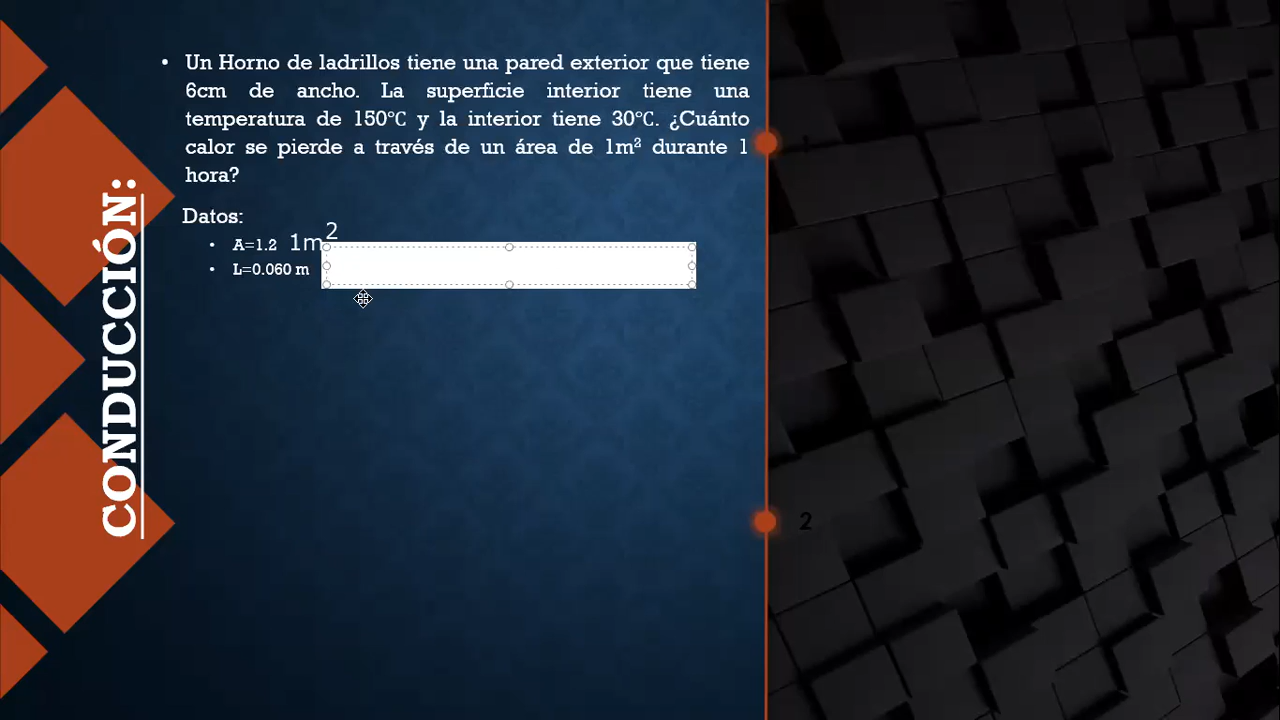 CONDUCCIÓN:
• Un Horno de ladrillos tiene una pared exterior que tiene
6cm de ancho. La superficie interior tiene una
temperatura de 150°C y la interior tiene 30°C. ¿Cuánto
calor se pierde a través de un área de 1m² durante 1
hora?
Datos:
• A=1.2 1m²
• L=0.060 m
1
2